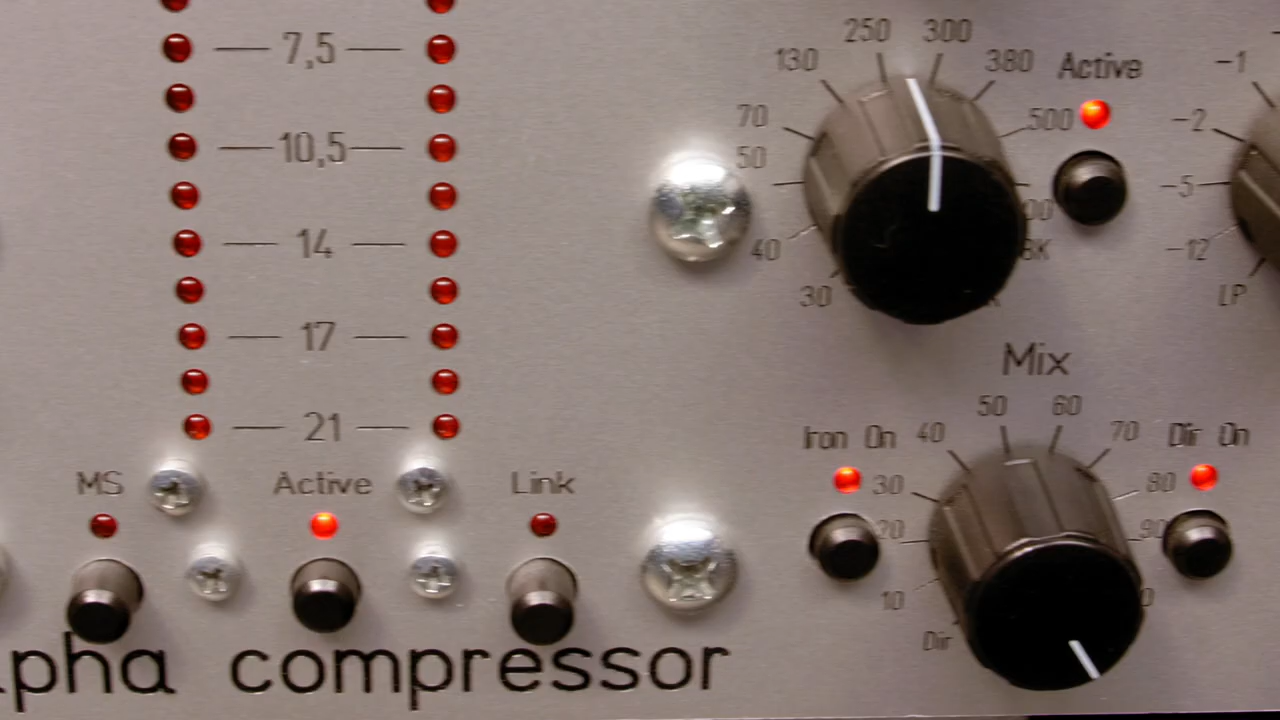 7,5
10,5
14
17
21
MS
Active
Link
pha compressor
250 300
130 380
70 500
50
40
30
Active
-1
-2
-5
-12
LP
Mix
50 60
40 70
30 80
20 90
10
Dir
Iron On
Dir On